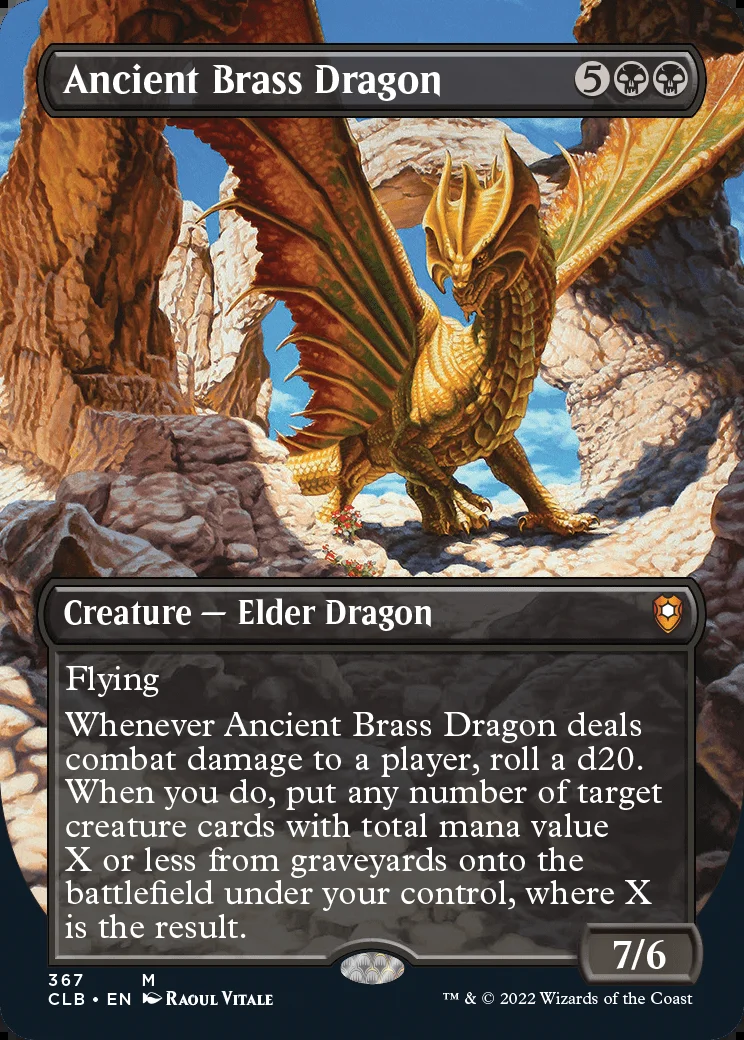 Ancient Brass Dragon 5
Creature — Elder Dragon
Flying
Whenever Ancient Brass Dragon deals
combat damage to a player, roll a d20.
When you do, put any number of target
creature cards with total mana value
X or less from graveyards onto the
battlefield under your control, where X
is the result.
7/6
367 M
CLB • EN Raoul Vitale ™ & © 2022 Wizards of the Coast